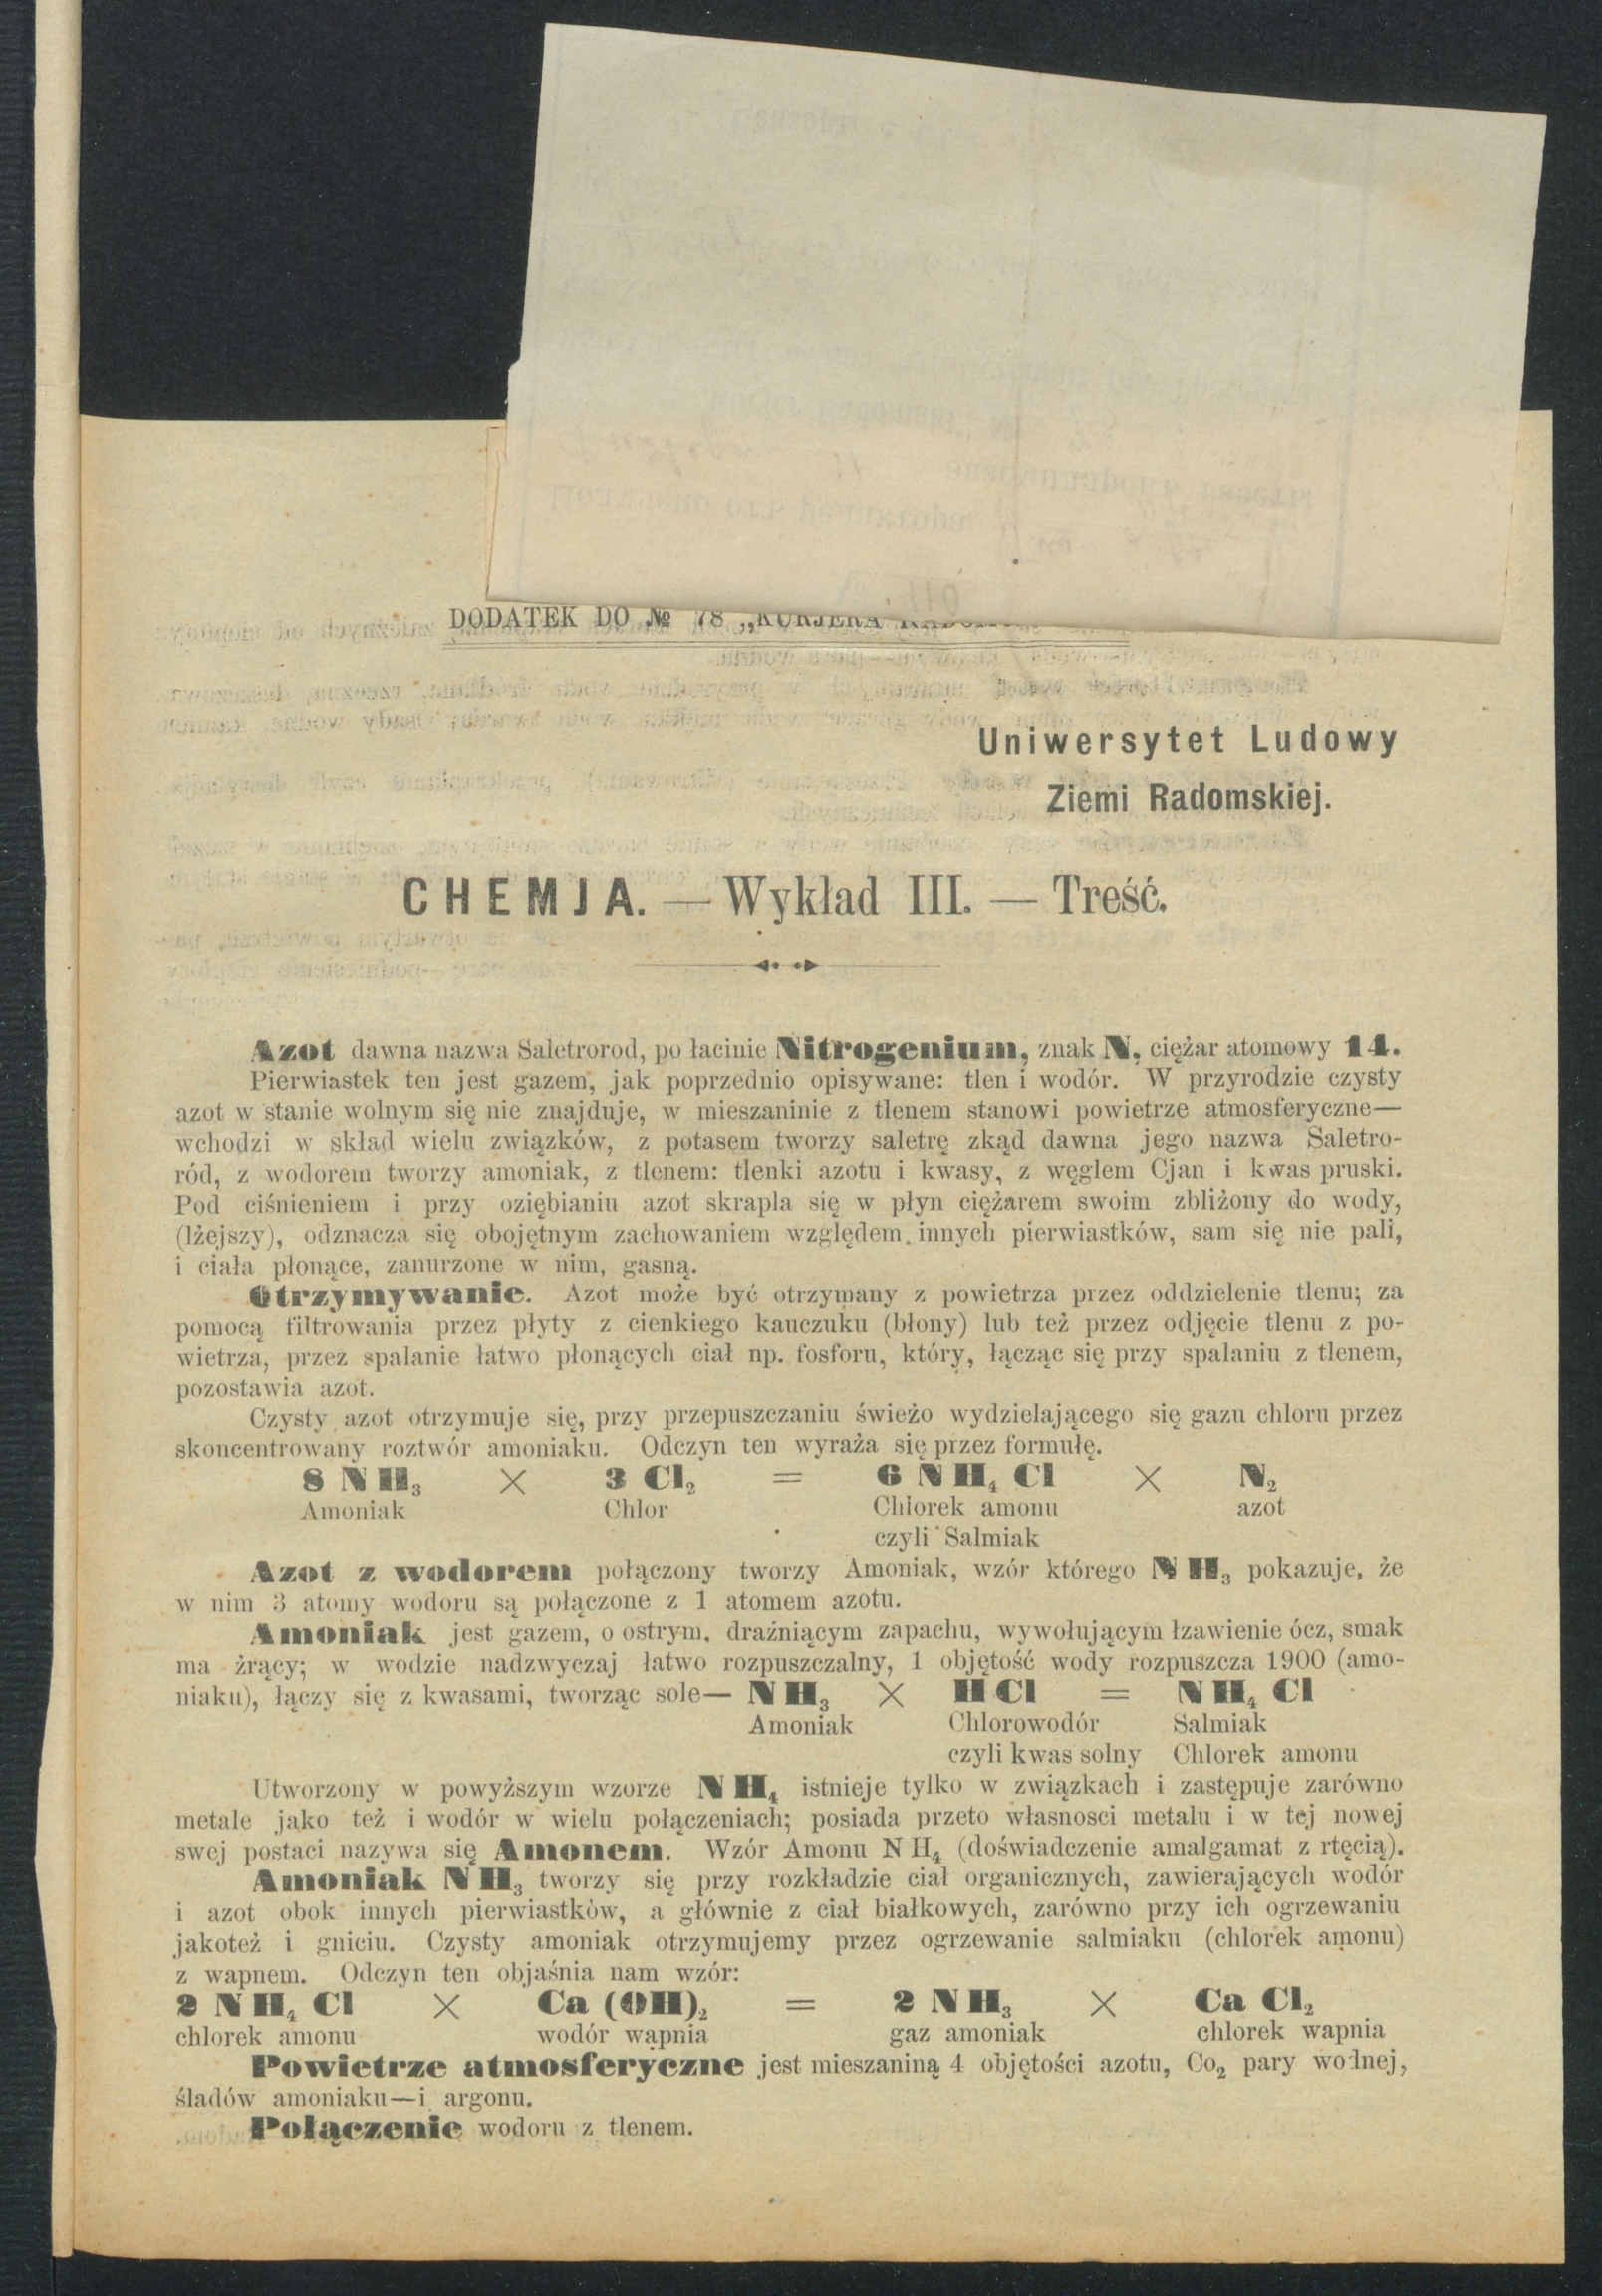 DODATEK DO № 78 „KURJERA
Uniwersytet Ludowy
Ziemi Radomskiej.
CHEMJA. — Wykład III. — Treść.
Azot dawna nazwa Saletrorod, po łacinie Nitrogenium, znak N, ciężar atomowy 14.
Pierwiastek ten jest gazem, jak poprzednio opisywane: tlen i wodór. W przyrodzie czysty
azot w stanie wolnym się nie znajduje, w mieszaninie z tlenem stanowi powietrze atmosferyczne—
wchodzi w skład wielu związków, z potasem tworzy saletrę zkąd dawna jego nazwa Saletro-
ród, z wodorem tworzy amoniak, z tlenem: tlenki azotu i kwasy, z węglem Cjan i kwas pruski.
Pod ciśnieniem i przy oziębianiu azot skrapla się w płyn ciężarem swoim zbliżony do wody,
(lżejszy), odznacza się obojętnym zachowaniem względem innych pierwiastków, sam się nie pali,
i ciała płonące, zanurzone w nim, gasną.
Otrzymywanie. Azot może być otrzymany z powietrza przez oddzielenie tlenu; za
pomocą filtrowania przez płyty z cienkiego kauczuku (błony) lub też przez odjęcie tlenu z po-
wietrza, przez spalanie łatwo płonących ciał np. fosforu, który, łącząc się przy spalaniu z tlenem,
pozostawia azot.
Czysty azot otrzymuje się, przy przepuszczaniu świeżo wydzielającego się gazu chloru przez
skoncentrowany roztwór amoniaku. Odczyn ten wyraża się przez formułę.
8 NH₃ × 3 Cl₂ = 6 NH₄ Cl × N₂
Amoniak Chlor Chlorek amonu azot
czyli Salmiak
Azot z wodorem połączony tworzy Amoniak, wzór którego NH₃ pokazuje, że
w nim 3 atomy wodoru są połączone z 1 atomem azotu.
Amoniak jest gazem, o ostrym, drażniącym zapachu, wywołującym łzawienie ócz, smak
ma żrący; w wodzie nadzwyczaj łatwo rozpuszczalny, 1 objętość wody rozpuszcza 1900 (amo-
niaku), łączy się z kwasami, tworząc sole— NH₃ × HCl = NH₄ Cl
Amoniak Chlorowodór Salmiak
czyli kwas solny Chlorek amonu
Utworzony w powyższym wzorze NH₄ istnieje tylko w związkach i zastępuje zarówno
metale jako też i wodór w wielu połączeniach; posiada przeto własnosci metalu i w tej nowej
swej postaci nazywa się Amonem. Wzór Amonu NH₄ (doświadczenie amalgamat z rtęcią).
Amoniak NH₃ tworzy się przy rozkładzie ciał organicznych, zawierających wodór
i azot obok innych pierwiastków, a głównie z ciał białkowych, zarówno przy ich ogrzewaniu
jakoteż i gniciu. Czysty amoniak otrzymujemy przez ogrzewanie salmiaku (chlorek amonu)
z wapnem. Odczyn ten objaśnia nam wzór:
2 NH₄ Cl × Ca (OH)₂ = 2 NH₃ × Ca Cl₂
chlorek amonu wodór wapnia gaz amoniak chlorek wapnia
Powietrze atmosferyczne jest mieszaniną 4 objętości azotu, Co₂ pary wodnej,
śladów amoniaku—i argonu.
Połączenie wodoru z tlenem.